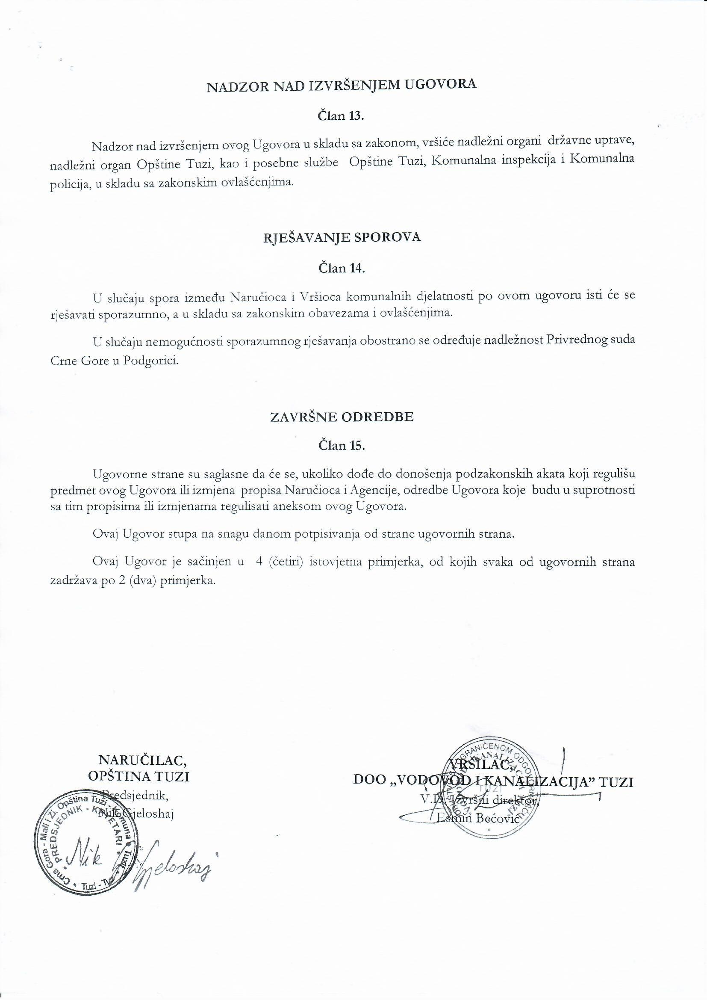 NADZOR NAD IZVRŠENJEM UGOVORA
Član 13.
Nadzor nad izvršenjem ovog Ugovora u skladu sa zakonom, vršiće nadležni organi državne uprave,
nadležni organ Opštine Tuzi, kao i posebne službe Opštine Tuzi, Komunalna inspekcija i Komunalna
policija, u skladu sa zakonskim ovlašćenjima.
RJEŠAVANJE SPOROVA
Član 14.
U slučaju spora između Naručioca i Vršioca komunalnih djelatnosti po ovom ugovoru isti će se
rješavati sporazumno, a u skladu sa zakonskim obavezama i ovlašćenjima.
U slučaju nemogućnosti sporazumnog rješavanja obostrano se određuje nadležnost Privrednog suda
Crne Gore u Podgorici.
ZAVRŠNE ODREDBE
Član 15.
Ugovorne strane su saglasne da će se, ukoliko dođe do donošenja podzakonskih akata koji regulišu
predmet ovog Ugovora ili izmjena propisa Naručioca i Agencije, odredbe Ugovora koje budu u suprotnosti
sa tim propisima ili izmjenama regulisati aneksom ovog Ugovora.
Ovaj Ugovor stupa na snagu danom potpisivanja od strane ugovornih strana.
Ovaj Ugovor je sačinjen u 4 (četiri) istovjetna primjerka, od kojih svaka od ugovornih strana
zadržava po 2 (dva) primjerka.
NARUČILAC,
OPŠTINA TUZI
Predsjednik,
Nik Gjeloshaj
Crna Gora - Mali i Zi, Opština Tuzi - Komuna e Tuzit * Tuzi - Tuz *
PREDSJEDNIK - KRYETARI
Nik Gjeloshaj
VRŠILAC,
DOO „VODOVOD I KANALIZACIJA” TUZI
V.D. Izvršni direktor,
Esmin Bećović
DRUŠTVO SA OGRANIČENOM ODGOVORNOŠĆU
"VODOVOD I KANALIZACIJA TUZI"
TUZI